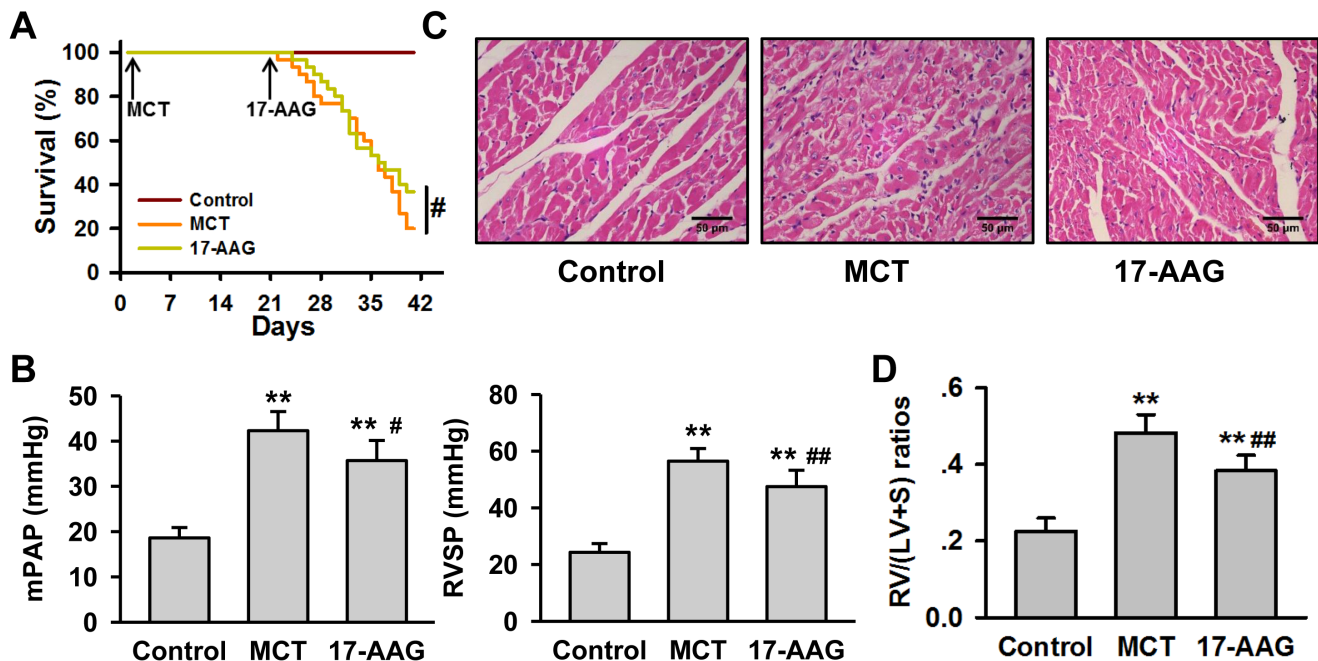 A
Survival (%)
100
80
60
40
20
0
MCT
17-AAG
Control
MCT
17-AAG
#
0 7 14 21 28 35 42
Days
C
50 μm
50 μm
50 μm
Control MCT 17-AAG
B
mPAP (mmHg)
50
40
30
20
10
0
**
** #
Control MCT 17-AAG
RVSP (mmHg)
80
60
40
20
0
**
** ##
Control MCT 17-AAG
D
RV/(LV+S) ratios
.6
.4
.2
0.0
**
** ##
Control MCT 17-AAG